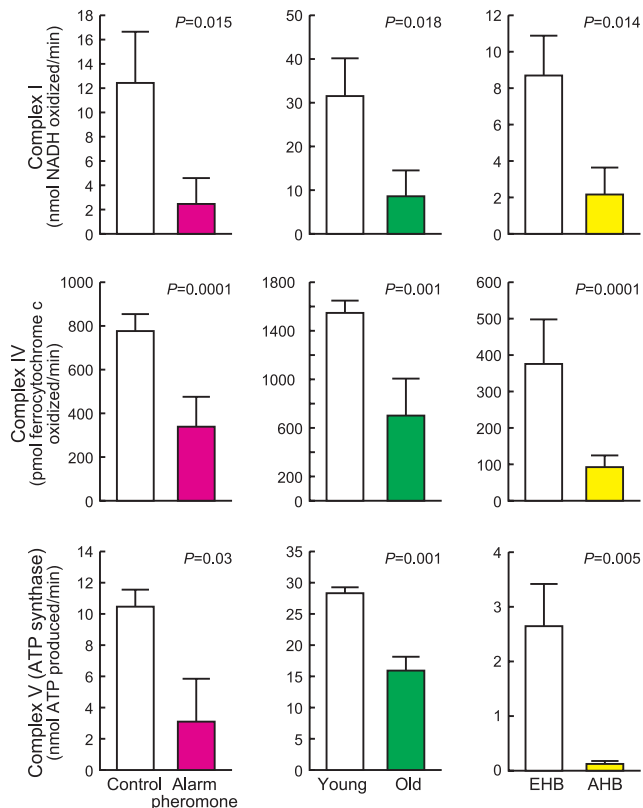 Complex I
(nmol NADH oxidized/min)
18
16
14
12
10
8
6
4
2
0
P=0.015
50
40
30
20
10
0
P=0.018
12
10
8
6
4
2
0
P=0.014
Complex IV
(pmol ferrocytochrome c
oxidized/min)
1000
800
600
400
200
0
P=0.0001
1800
1400
1000
600
200
0
P=0.001
600
500
400
300
200
100
0
P=0.0001
Complex V (ATP synthase)
(nmol ATP produced/min)
14
12
10
8
6
4
2
0
P=0.03
Control
Alarm
pheromone
35
30
25
20
15
10
5
0
P=0.001
Young
Old
4
3
2
1
0
P=0.005
EHB
AHB